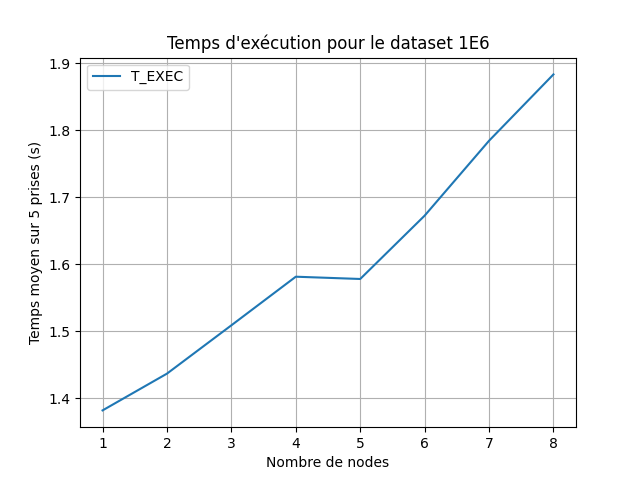 Temps d'exécution pour le dataset 1E6
T_EXEC
Temps moyen sur 5 prises (s)
1.9
1.8
1.7
1.6
1.5
1.4
1 2 3 4 5 6 7 8
Nombre de nodes